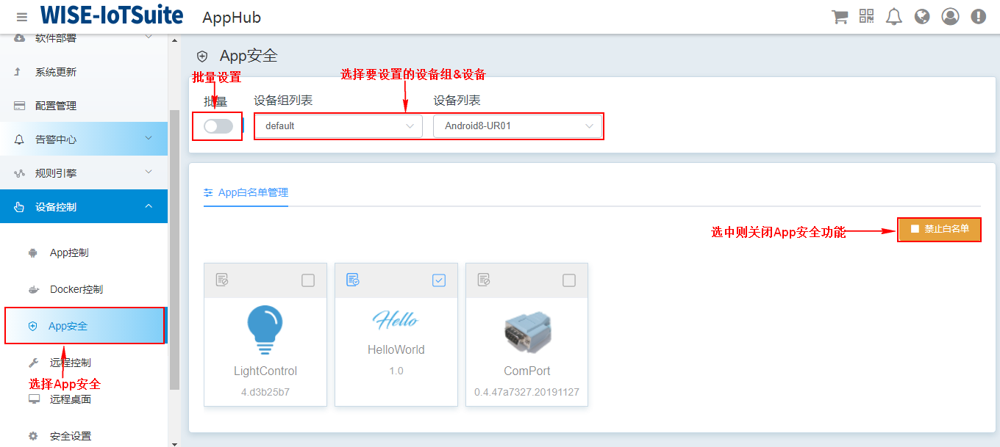 WISE-IoTSuite AppHub
软件部署
系统更新
配置管理
告警中心
规则引擎
设备控制
App控制
Docker控制
App安全
远程控制
选择App安全
远程桌面
安全设置
App安全
批量设置
选择要设置的设备组&设备
批量 设备组列表 设备列表
default Android8-UR01
App白名单管理
选中则关闭App安全功能
禁止白名单
Hello
LightControl
4.d3b25b7
HelloWorld
1.0
ComPort
0.4.47a7327.20191127